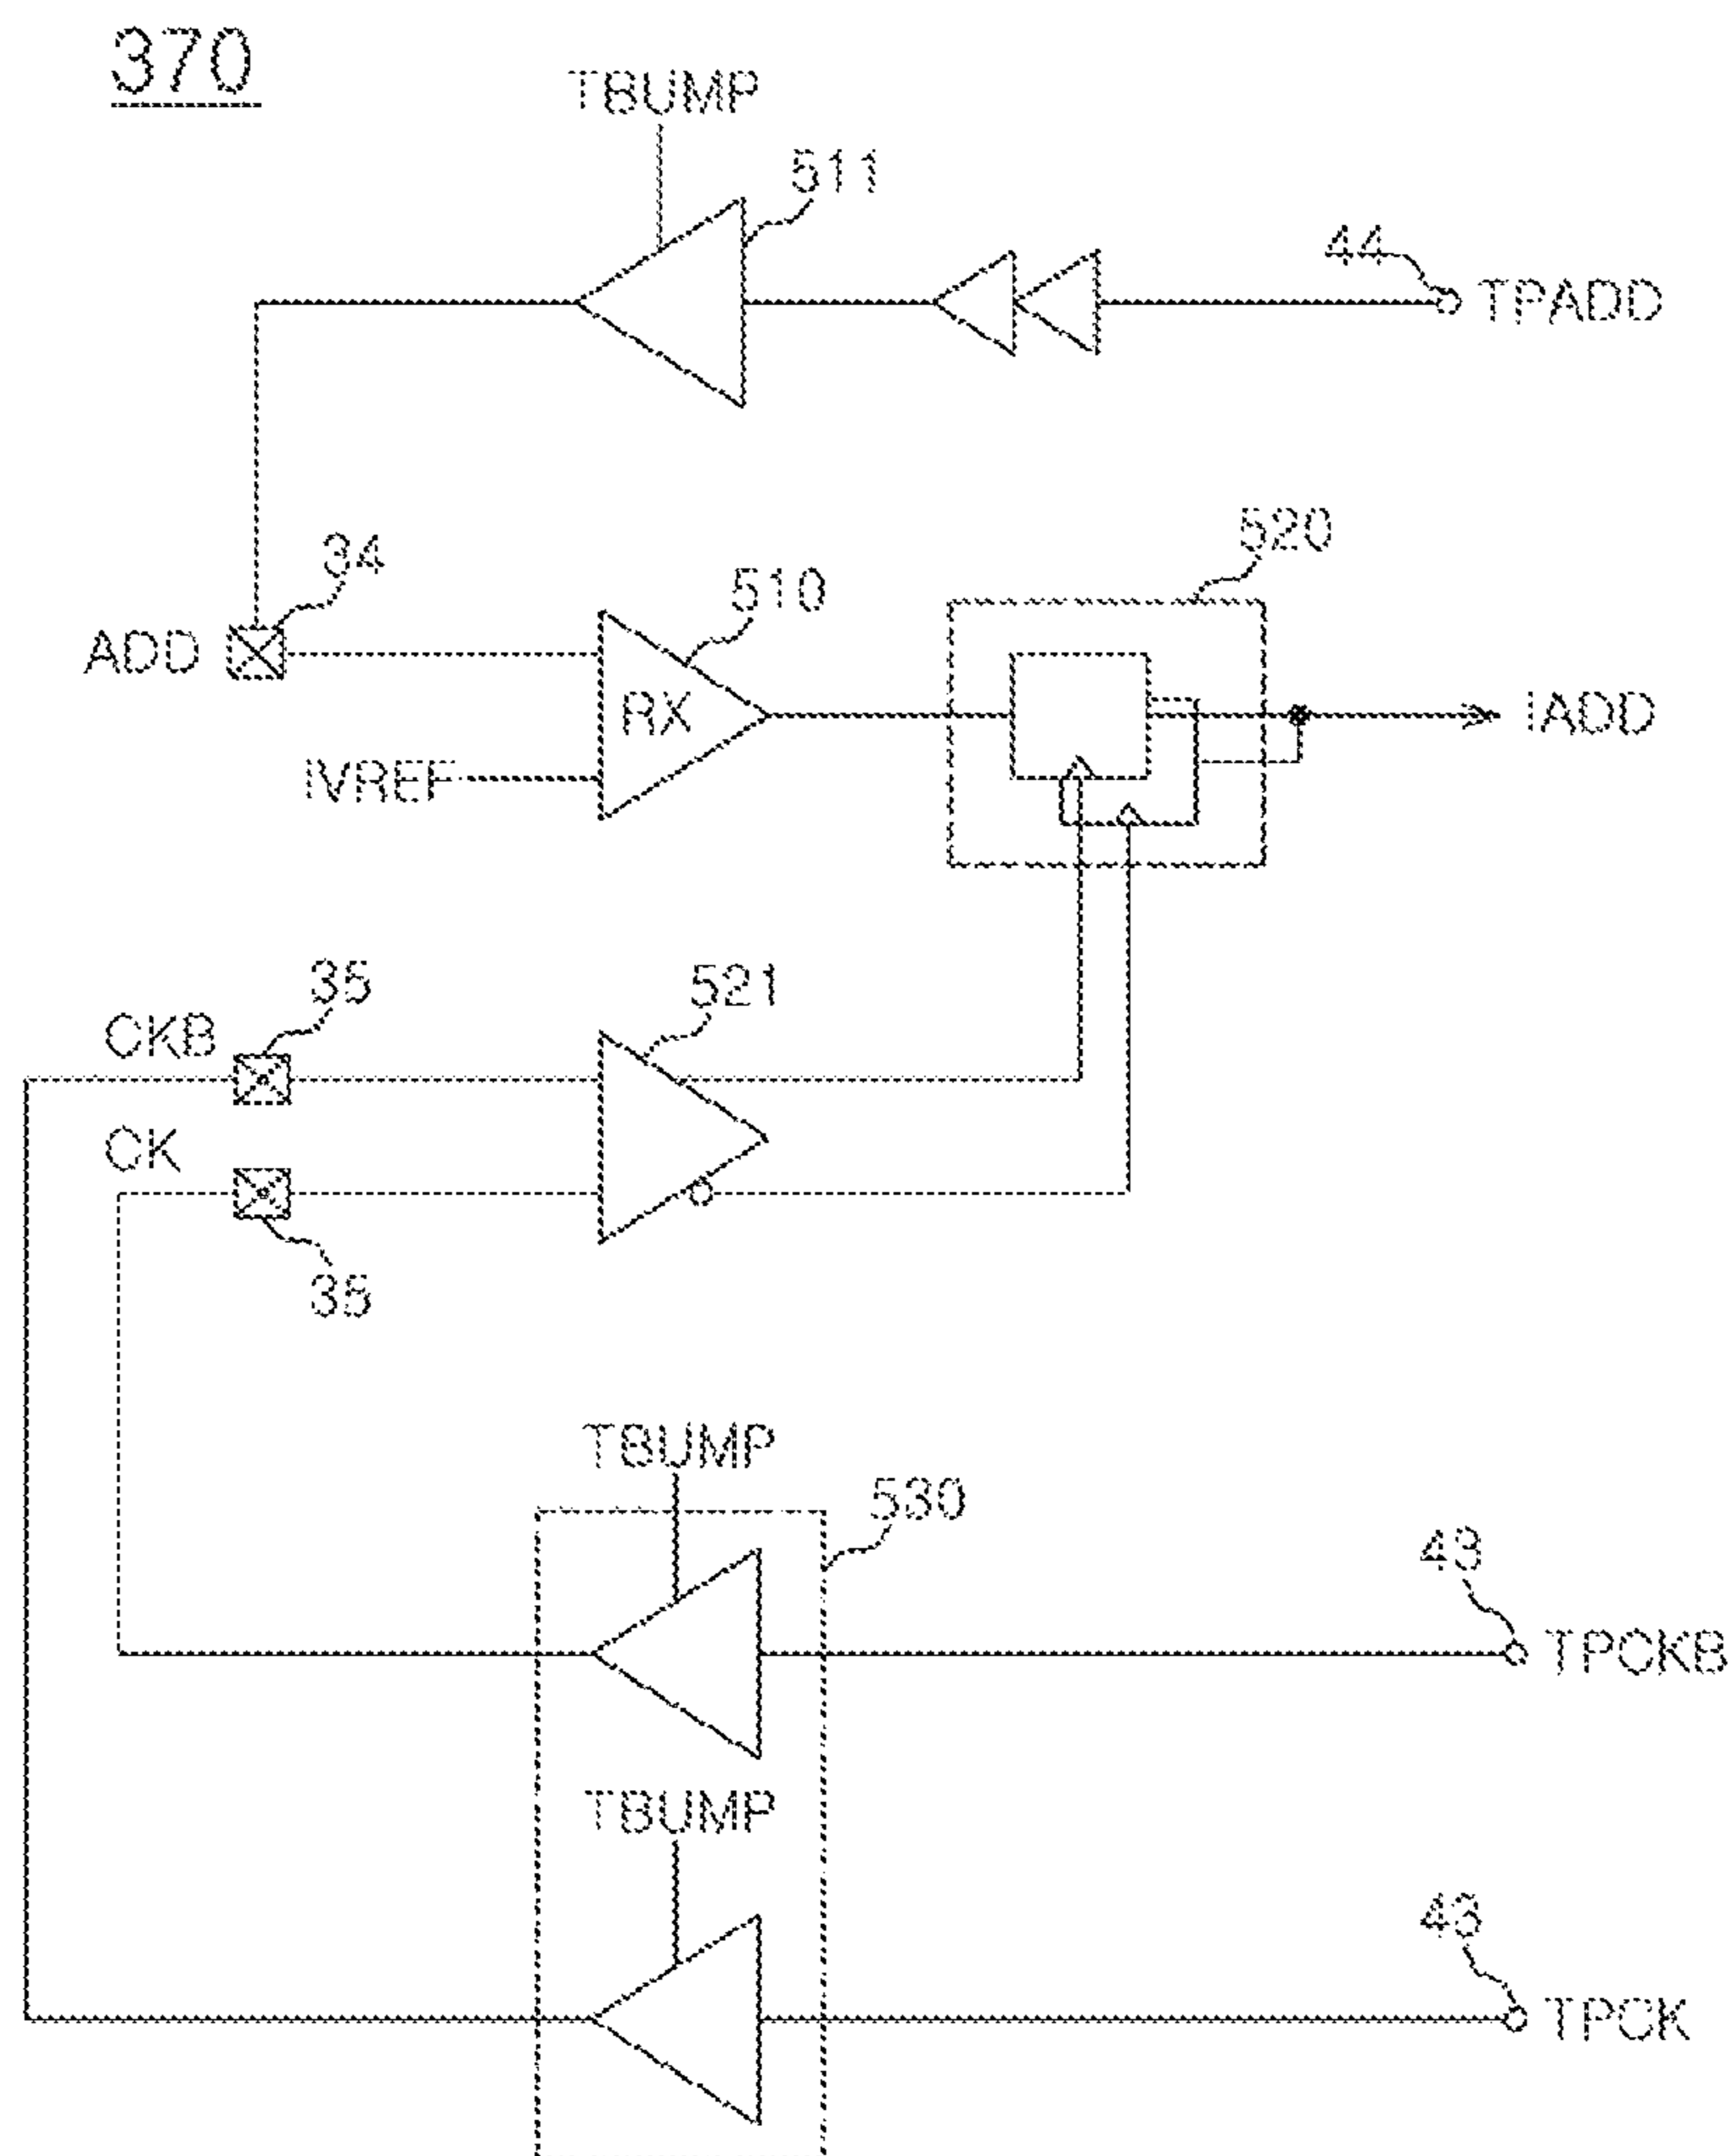 370
TBUMP
511
44
TPADD
520
34
510
ADD
RX
IADD
IVREF
35
521
CKB
CK
35
TBUMP
530
43
TPCKB
TBUMP
43
TPCK